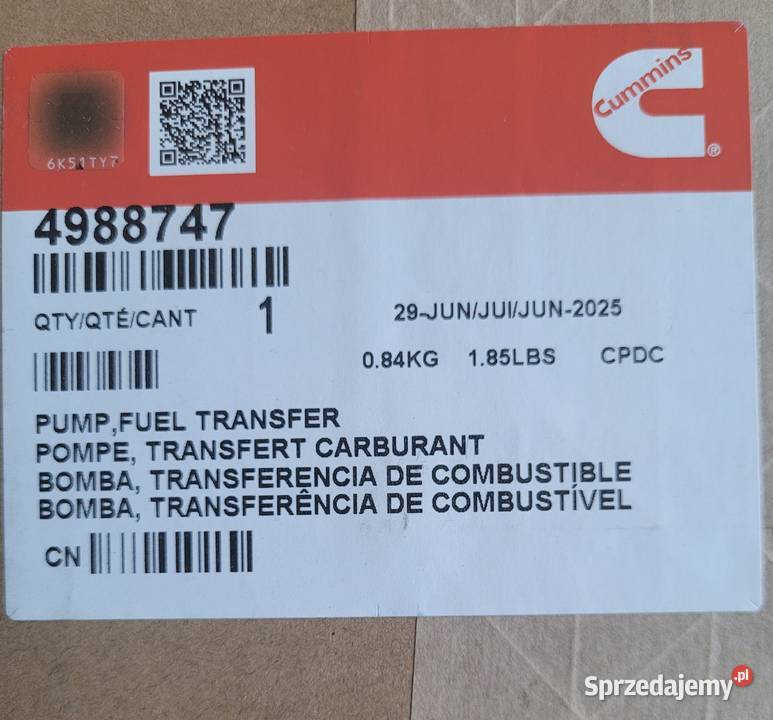 Cummins
®
6K51TY7
4988747
QTY/QTÉ/CANT 1 29-JUN/JUI/JUN-2025
0.84KG 1.85LBS CPDC
PUMP,FUEL TRANSFER
POMPE, TRANSFERT CARBURANT
BOMBA, TRANSFERENCIA DE COMBUSTIBLE
BOMBA, TRANSFERÊNCIA DE COMBUSTÍVEL
CN
Sprzedajemy.pl